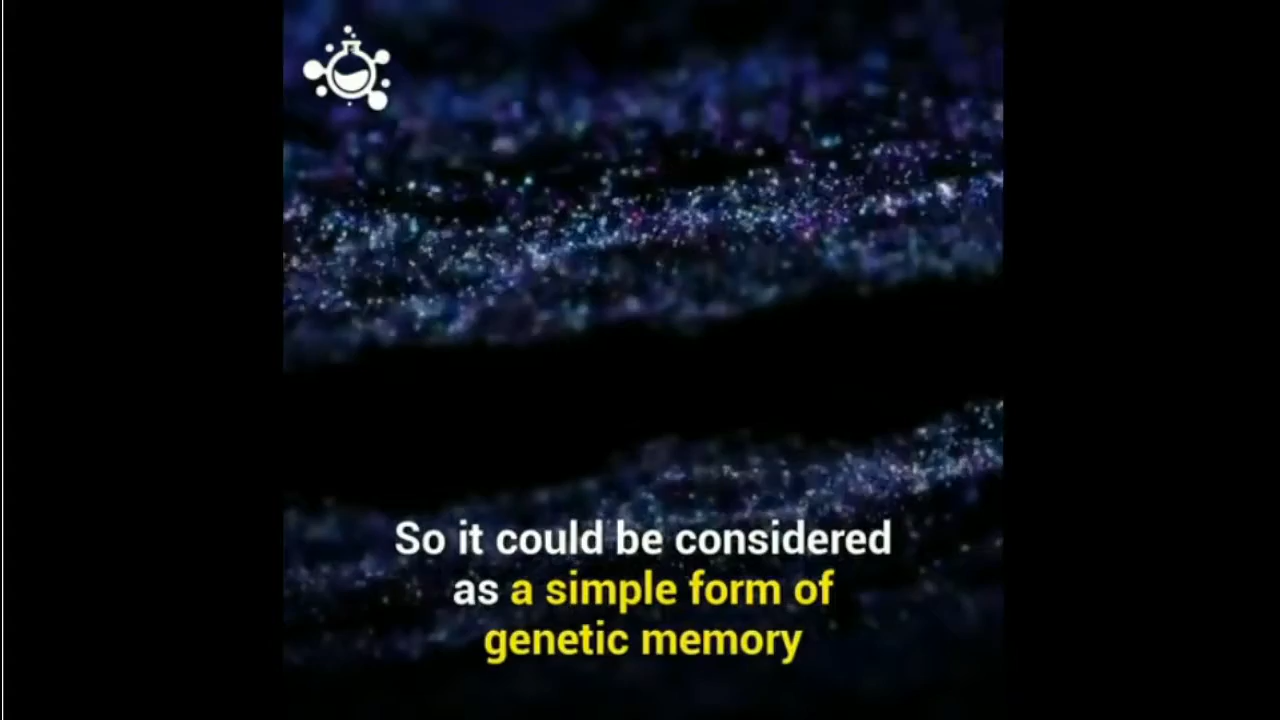 So it could be considered
as a simple form of
genetic memory